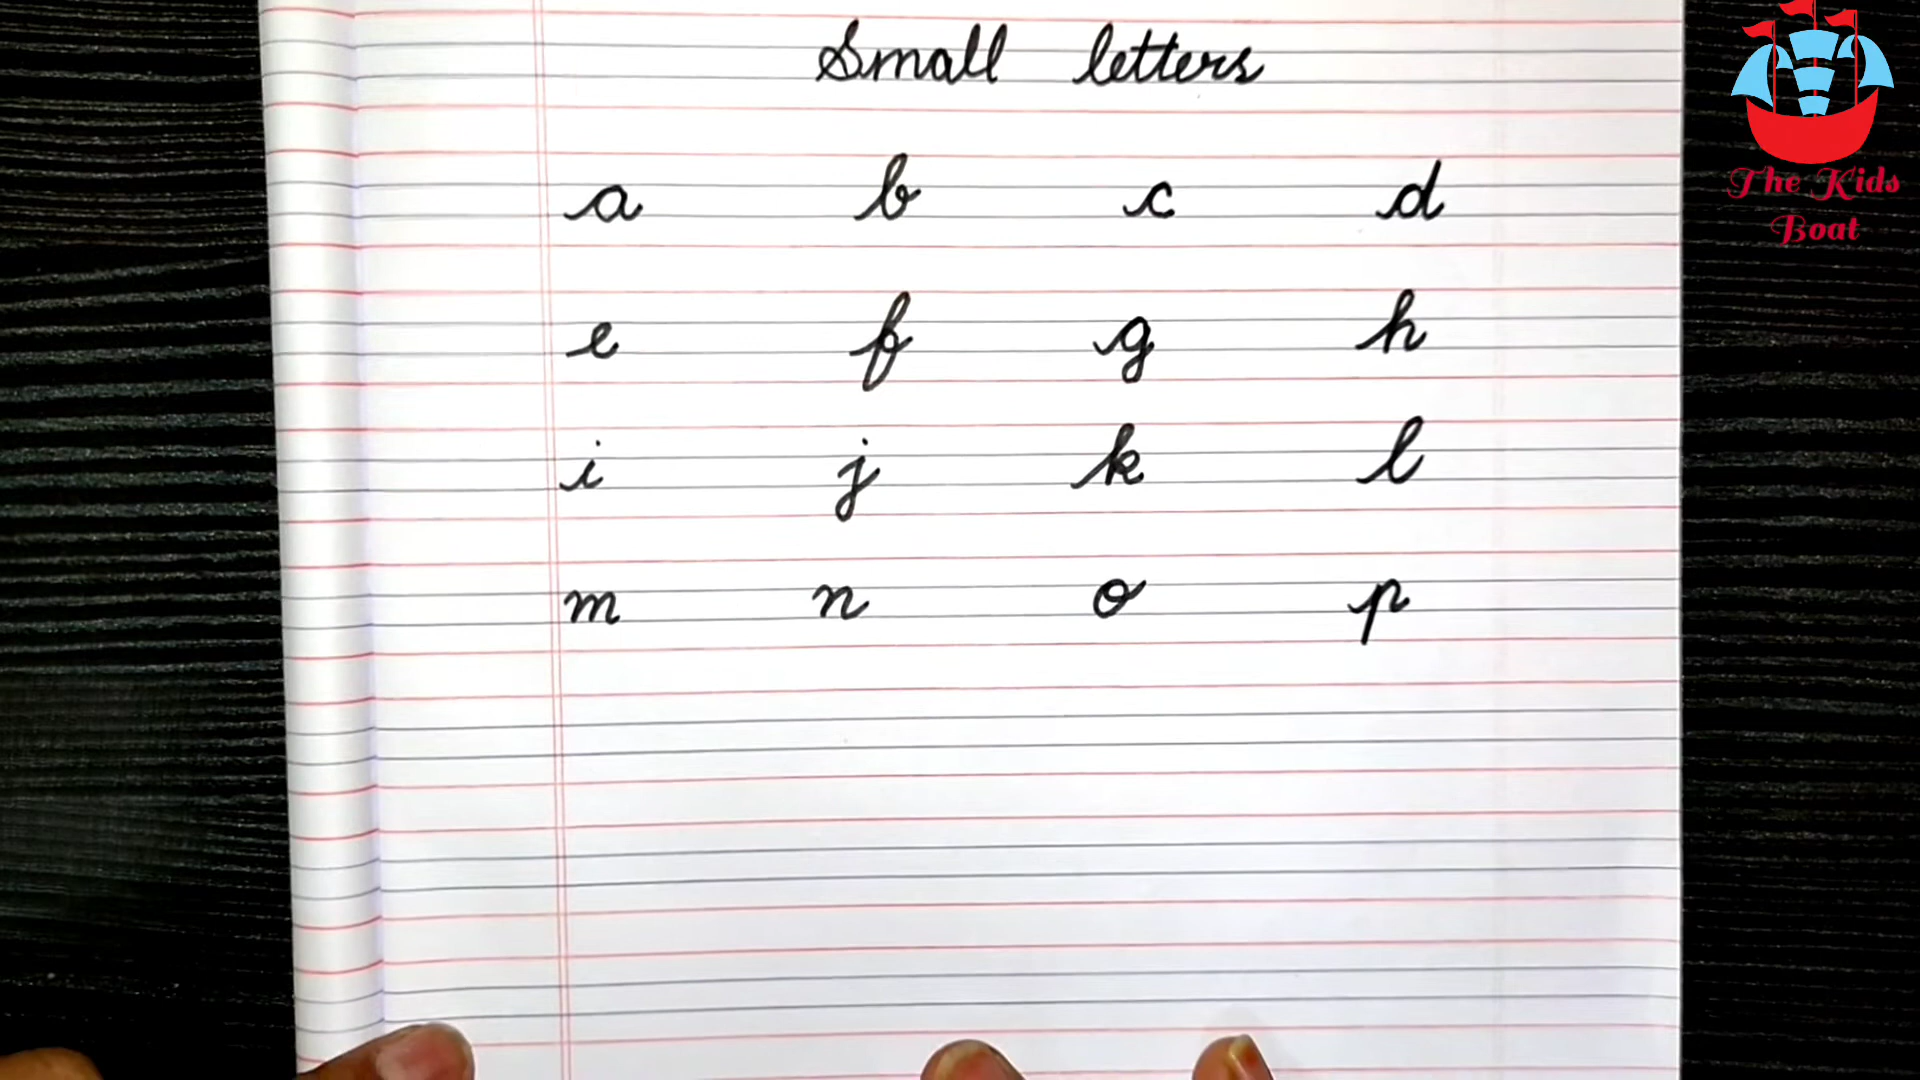 Small letters
a b c d
e f g h
i j k l
m n o p
The Kids
Boat